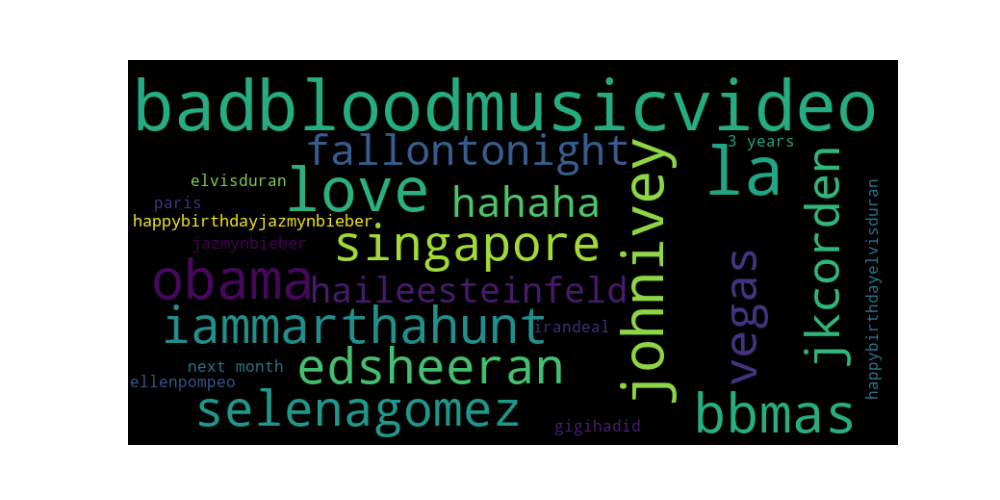 badbloodmusicvideo
fallontonight
3 years
la
elvisduran
love
hahaha
johnivey
jkcorden
paris
happybirthdayjazmynbieber
singapore
jazmynbieber
obama
haileesteinfeld
vegas
happybirthdayelvisduran
iammarthahunt
irandeal
next month
edsheeran
ellenpompeo
selenagomez
gigihadid
bbmas